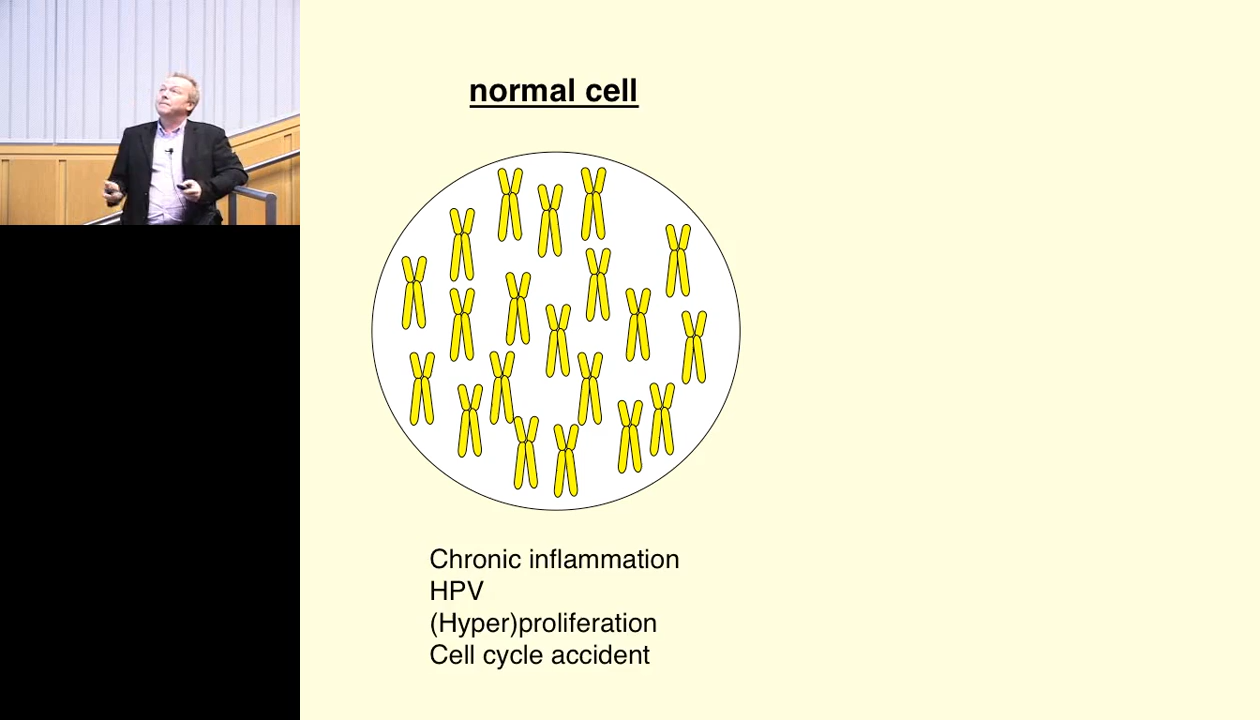 normal cell
Chronic inflammation
HPV
(Hyper)proliferation
Cell cycle accident